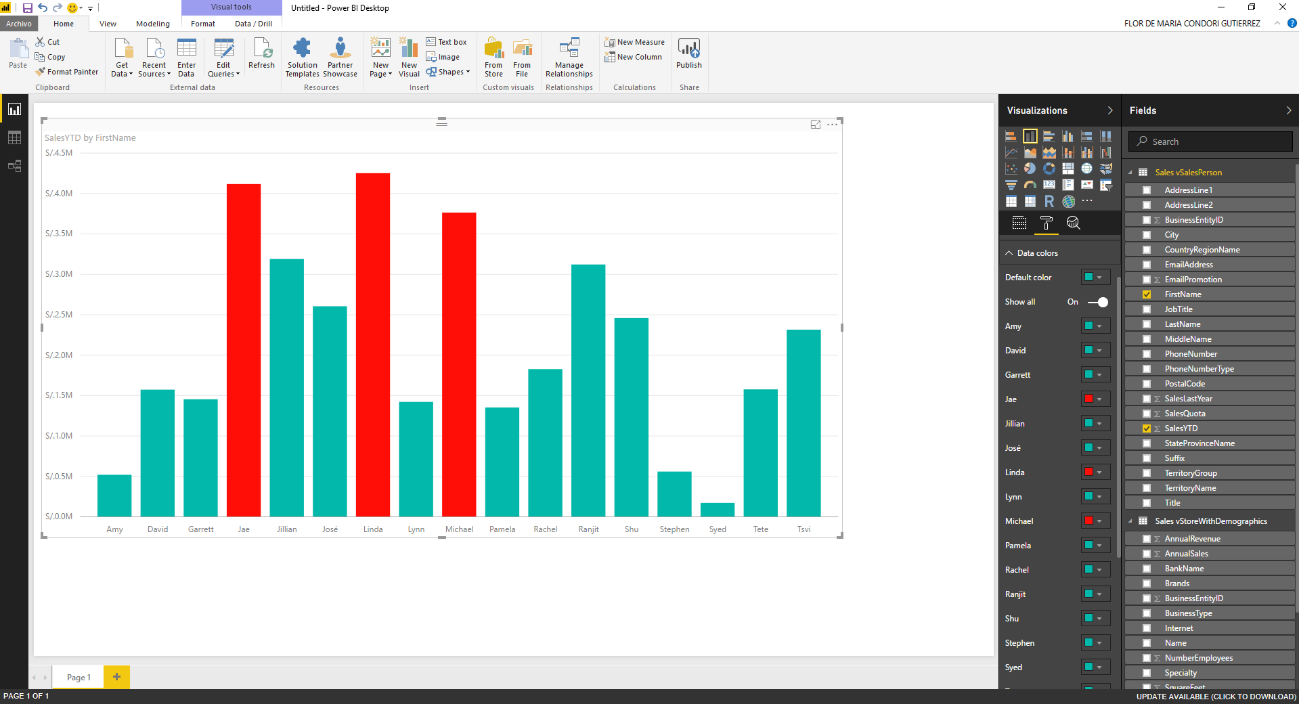 Untitled - Power BI Desktop
Visual tools
Archivo Home View Modeling Format Data / Drill
FLOR DE MARIA CONDORI GUTIERREZ
Paste
Cut
Copy
Format Painter
Clipboard
Get Data
Recent Sources
Enter Data
Edit Queries
Refresh
External data
Solution Templates
Partner Showcase
Resources
New Page
New Visual
Text box
Image
Shapes
Insert
From Store
From File
Custom visuals
Manage Relationships
Relationships
New Measure
New Column
Calculations
Publish
Share
SalesYTD by FirstName
S/.4.5M
S/.4.0M
S/.3.5M
S/.3.0M
S/.2.5M
S/.2.0M
S/.1.5M
S/.1.0M
S/.0.5M
S/.0.0M
Amy David Garrett Jae Jillian José Linda Lynn Michael Pamela Rachel Ranjit Shu Stephen Syed Tete Tsvi
Visualizations
R
Data colors
Default color
Show all On
Amy
David
Garrett
Jae
Jillian
José
Linda
Lynn
Michael
Pamela
Rachel
Ranjit
Shu
Stephen
Syed
Fields
Search
Sales vSalesPerson
AddressLine1
AddressLine2
Σ BusinessEntityID
City
CountryRegionName
EmailAddress
Σ EmailPromotion
FirstName
JobTitle
LastName
MiddleName
PhoneNumber
PhoneNumberType
PostalCode
Σ SalesLastYear
Σ SalesQuota
Σ SalesYTD
StateProvinceName
Suffix
TerritoryGroup
TerritoryName
Title
Sales vStoreWithDemographics
Σ AnnualRevenue
Σ AnnualSales
BankName
Brands
Σ BusinessEntityID
BusinessType
Internet
Name
Σ NumberEmployees
Specialty
Σ SquareFeet
Page 1 +
PAGE 1 OF 1
UPDATE AVAILABLE (CLICK TO DOWNLOAD)